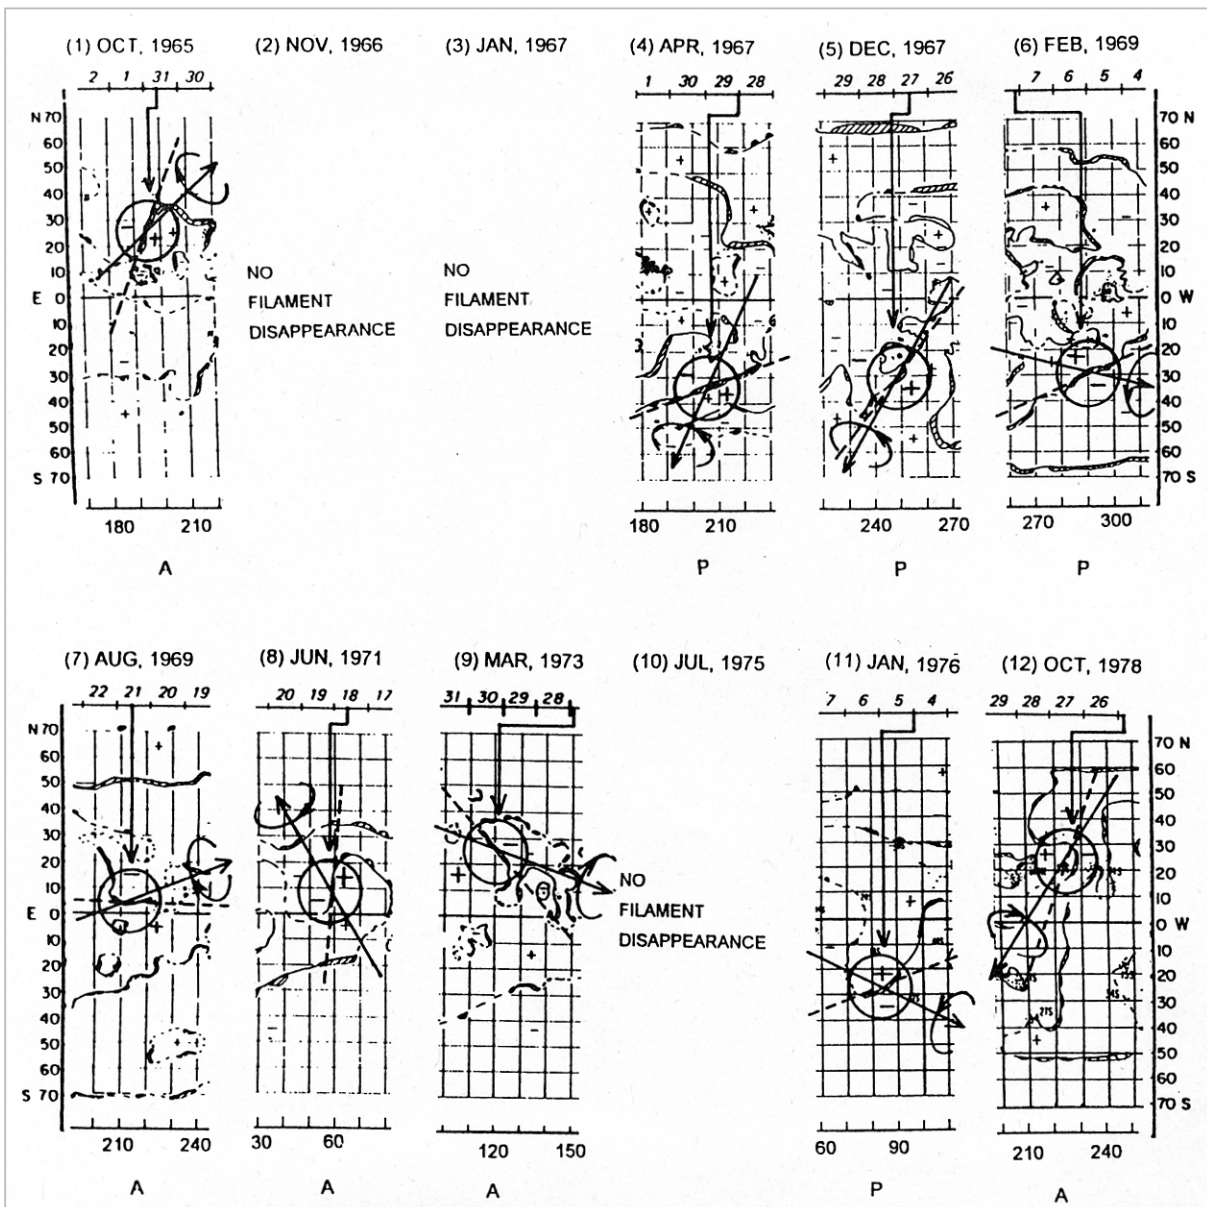 (1) OCT, 1965 (2) NOV, 1966 (3) JAN, 1967 (4) APR, 1967 (5) DEC, 1967 (6) FEB, 1969
2 1 31 30 1 30 29 28 29 28 27 26 7 6 5 4
N 70 70 N
60 60
50 50
40 40
30 30
20 20
10 NO NO 10
E 0 FILAMENT FILAMENT 0 W
10 DISAPPEARANCE DISAPPEARANCE 10
20 20
30 30
40 40
50 50
60 60
S 70 70 S
180 210 180 210 240 270 270 300
A P P P
(7) AUG, 1969 (8) JUN, 1971 (9) MAR, 1973 (10) JUL, 1975 (11) JAN, 1976 (12) OCT, 1978
22 21 20 19 20 19 18 17 31 30 29 28 7 6 5 4 29 28 27 26
N 70 70 N
60 60
50 50
40 40
30 30
20 20
10 NO 10
E 0 FILAMENT 0 W
10 DISAPPEARANCE 10
20 20
30 30
40 40
50 50
60 60
S 70 70 S
210 240 30 60 120 150 60 90 210 240
A A A P A